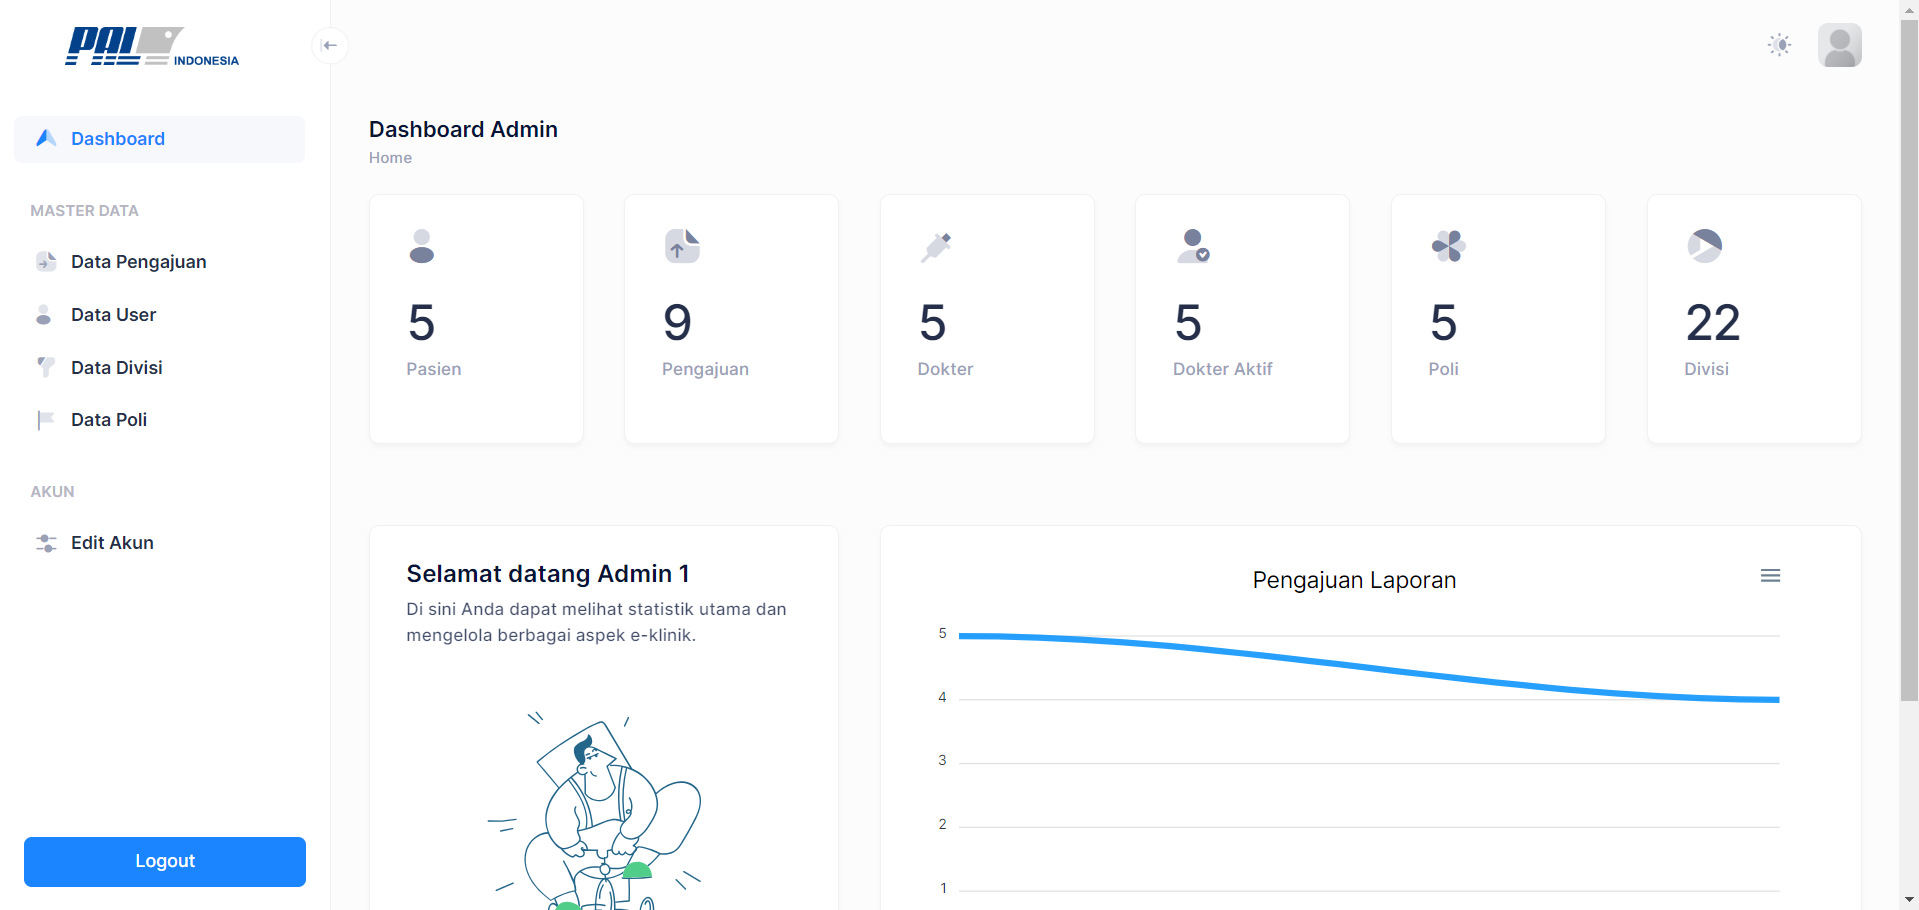 PAL INDONESIA
Dashboard
MASTER DATA
Data Pengajuan
Data User
Data Divisi
Data Poli
AKUN
Edit Akun
Logout
Dashboard Admin
Home
5
Pasien
9
Pengajuan
5
Dokter
5
Dokter Aktif
5
Poli
22
Divisi
Selamat datang Admin 1
Di sini Anda dapat melihat statistik utama dan
mengelola berbagai aspek e-klinik.
Pengajuan Laporan
5
4
3
2
1